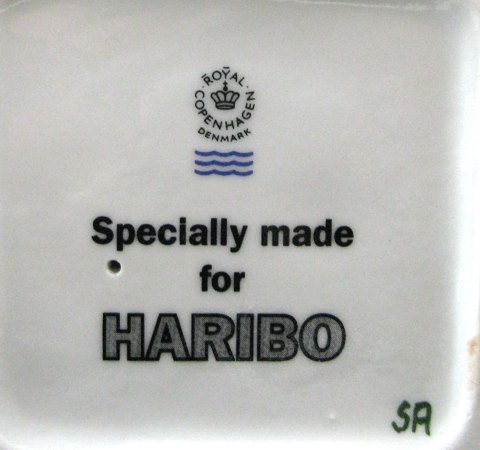 ROYAL
COPENHAGEN
DENMARK
Specially made
for
HARIBO
SA